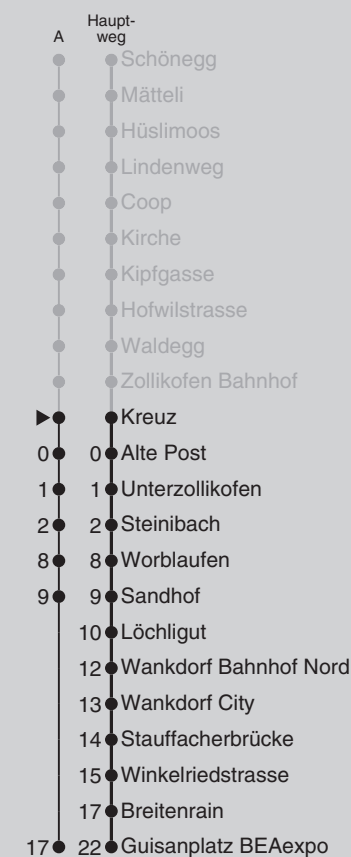 A Haupt-
weg
Schönegg
Mätteli
Hüslimoos
Lindenweg
Coop
Kirche
Kipfgasse
Hofwilstrasse
Waldegg
Zollikofen Bahnhof
Kreuz
0 0 Alte Post
1 1 Unterzollikofen
2 2 Steinibach
8 8 Worblaufen
9 9 Sandhof
10 Löchligut
12 Wankdorf Bahnhof Nord
13 Wankdorf City
14 Stauffacherbrücke
15 Winkelriedstrasse
17 Breitenrain
17 22 Guisanplatz BEAexpo